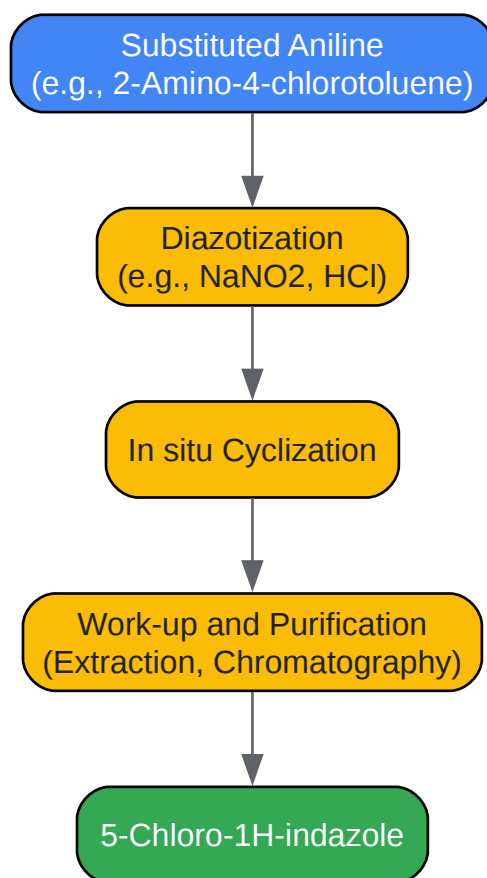 Substituted Aniline
(e.g., 2-Amino-4-chlorotoluene)
Diazotization
(e.g., NaNO2, HCl)
In situ Cyclization
Work-up and Purification
(Extraction, Chromatography)
5-Chloro-1H-indazole